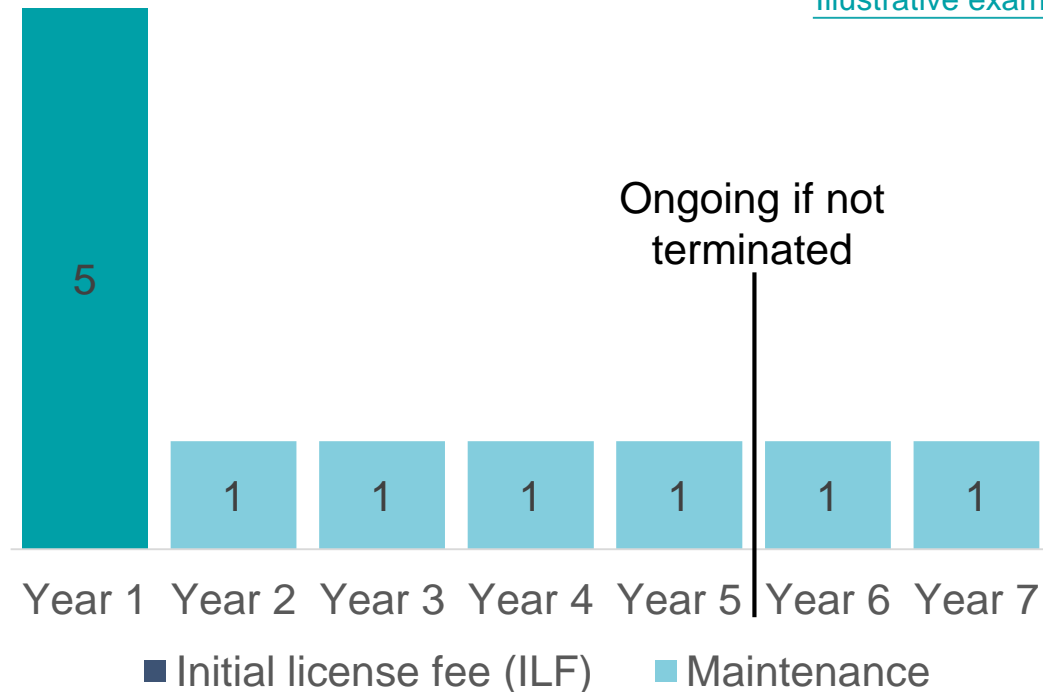 Illustrative
Ongoing if not
terminated
5
1 1 1 1 1 1
Year 1 Year 2 Year 3 Year 4 Year 5 Year 6 Year 7
Initial license fee (ILF) Maintenance